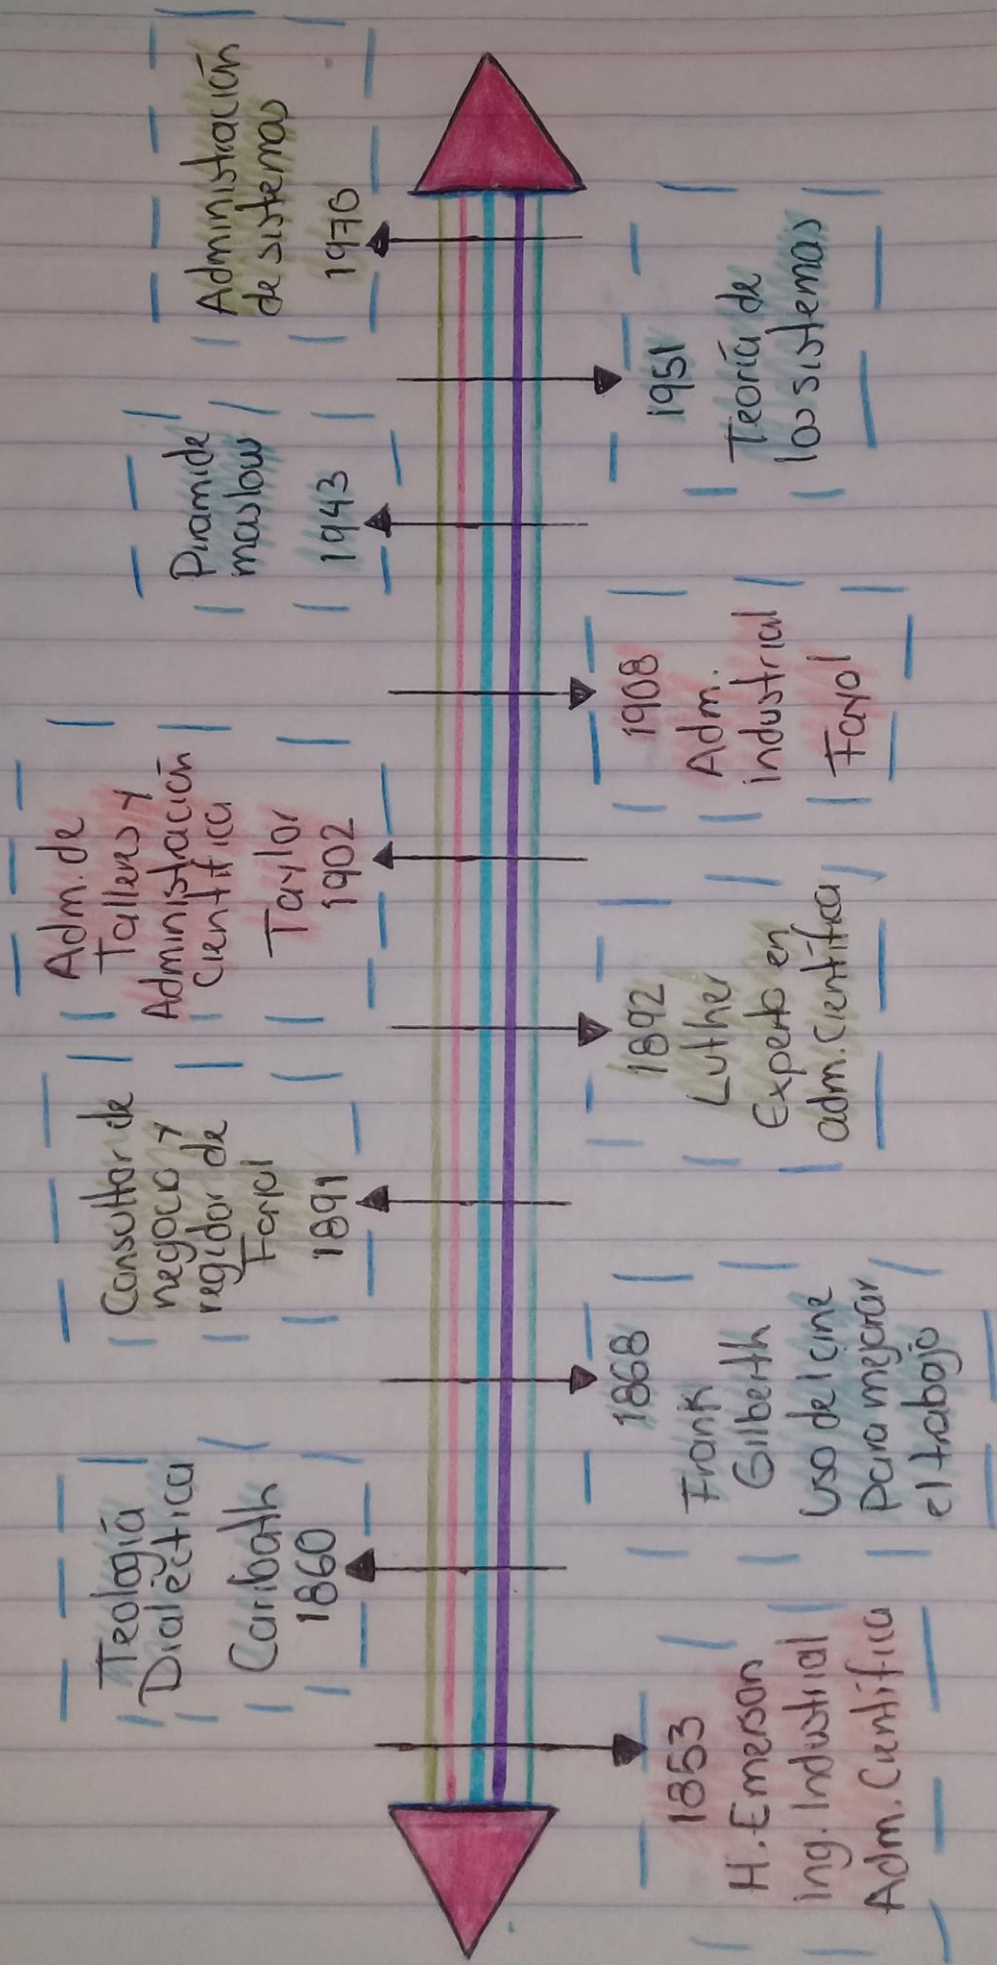 1853
H. Emerson
ing. Industrial
Adm. Científica
Teología
Dialéctica
Caribath
1860
1868
Frank
Gilberth
Uso del cine
para mejorar
el trabajo
Consultor de
negocio y
regidor de
Fayol
1891
1892
Luther
Experto en
adm. Científica
Adm. de
Talleres y
Administración
Científica
Taylor
1902
1908
Adm.
industrial
Fayol
Piramide
maslow
1943
1951
Teoría de
los sistemas
Administración
de sistemas
1970